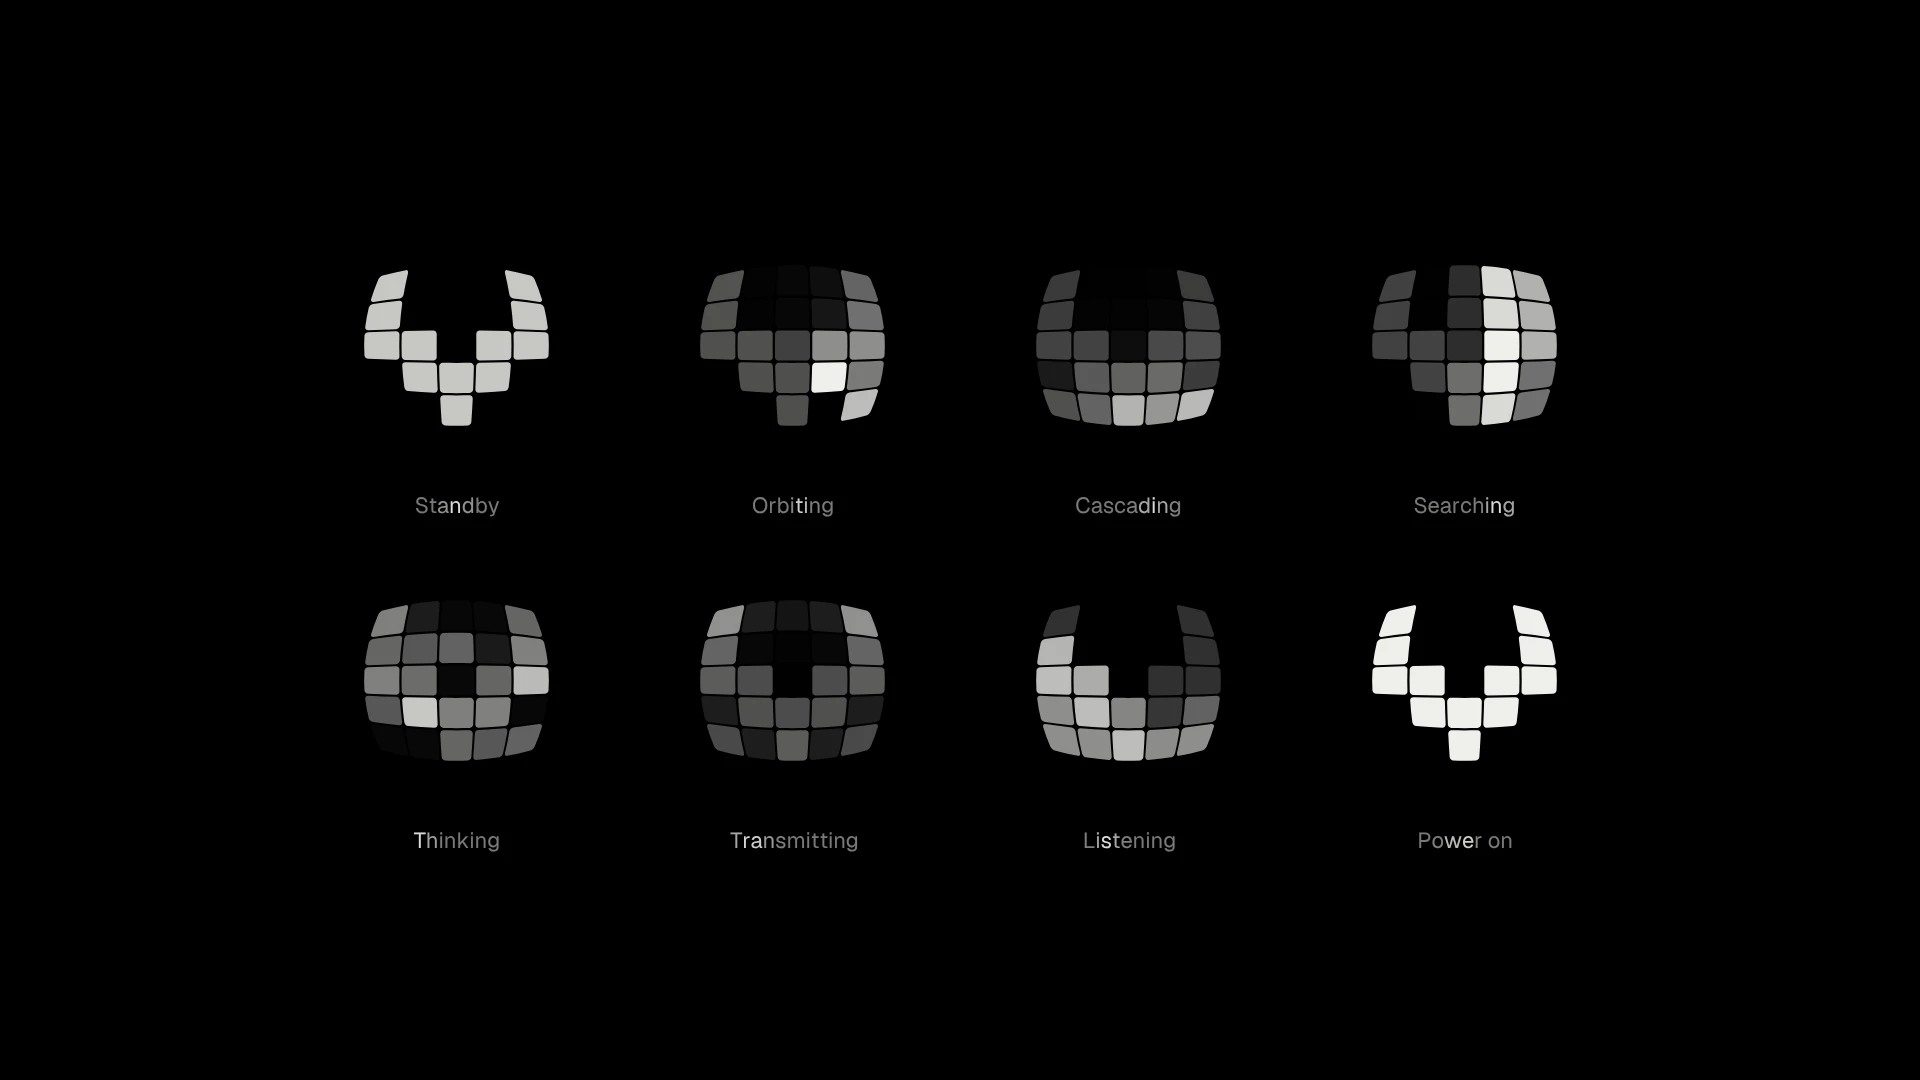 Standby
Orbiting
Cascading
Searching
Thinking
Transmitting
Listening
Power on